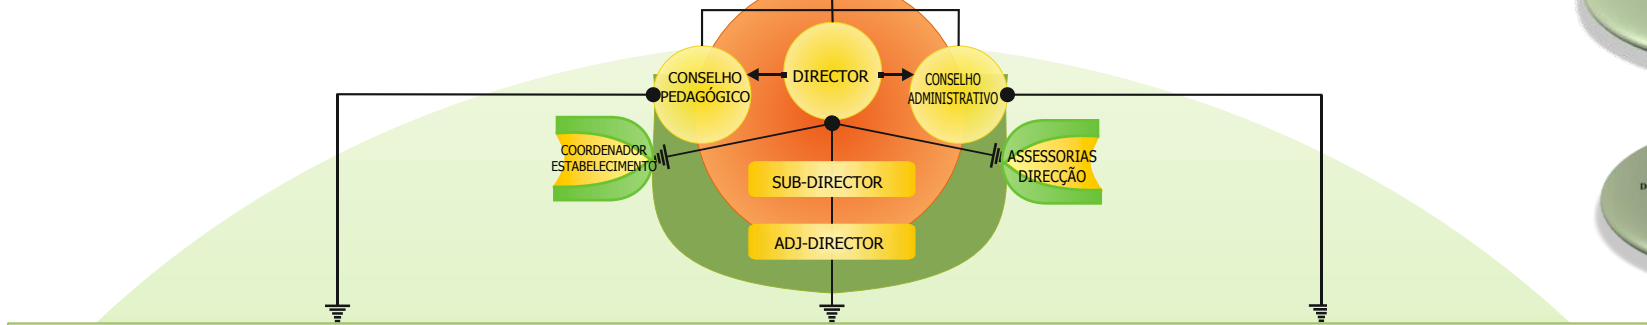 CONSELHO
PEDAGÓGICO
DIRECTOR
CONSELHO
ADMINISTRATIVO
COORDENADOR
ESTABELECIMENTO
ASSESSORIAS
DIRECÇÃO
SUB-DIRECTOR
ADJ-DIRECTOR